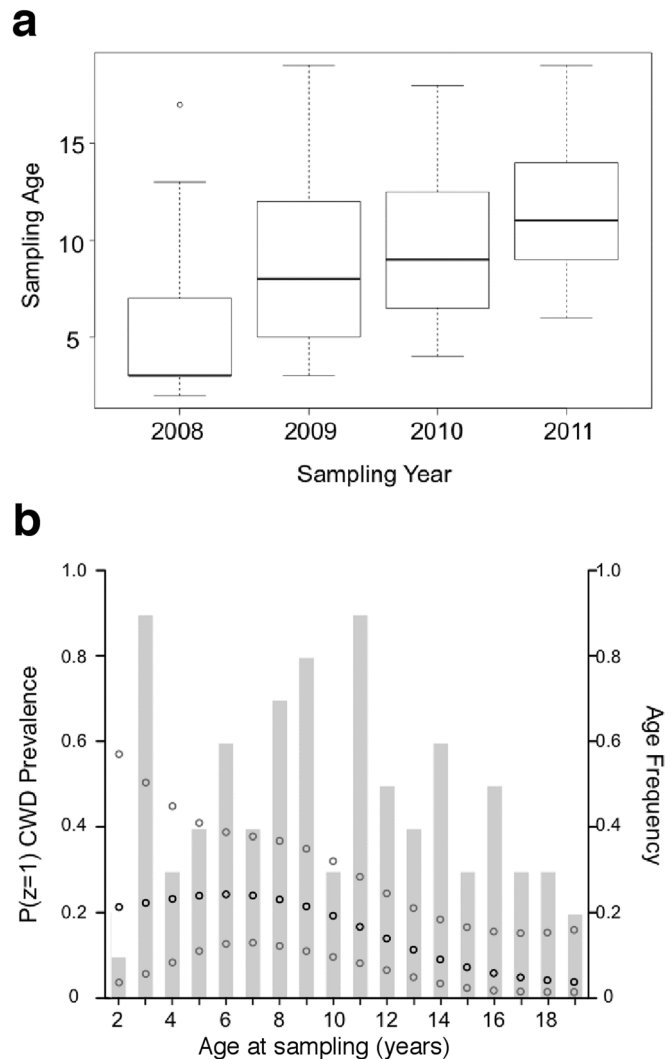 a
Sampling Age
15
10
5
2008 2009 2010 2011
Sampling Year
b
P(z=1) CWD Prevalence
Age Frequency
1.0 1.0
0.8 0.8
0.6 0.6
0.4 0.4
0.2 0.2
0 0
2 4 6 8 10 12 14 16 18
Age at sampling (years)